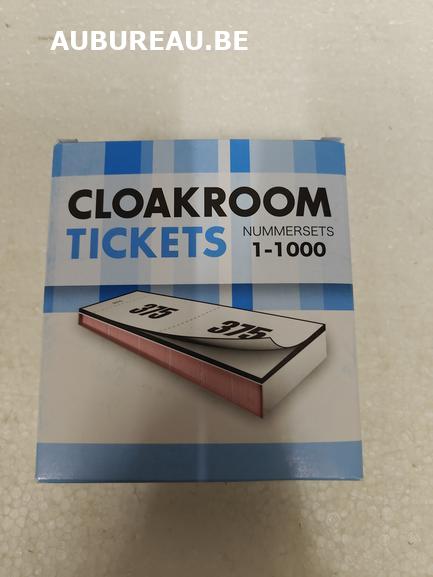 AUBUREAU.BE
CLOAKROOM
TICKETS
NUMMERSETS
1-1000
375
375